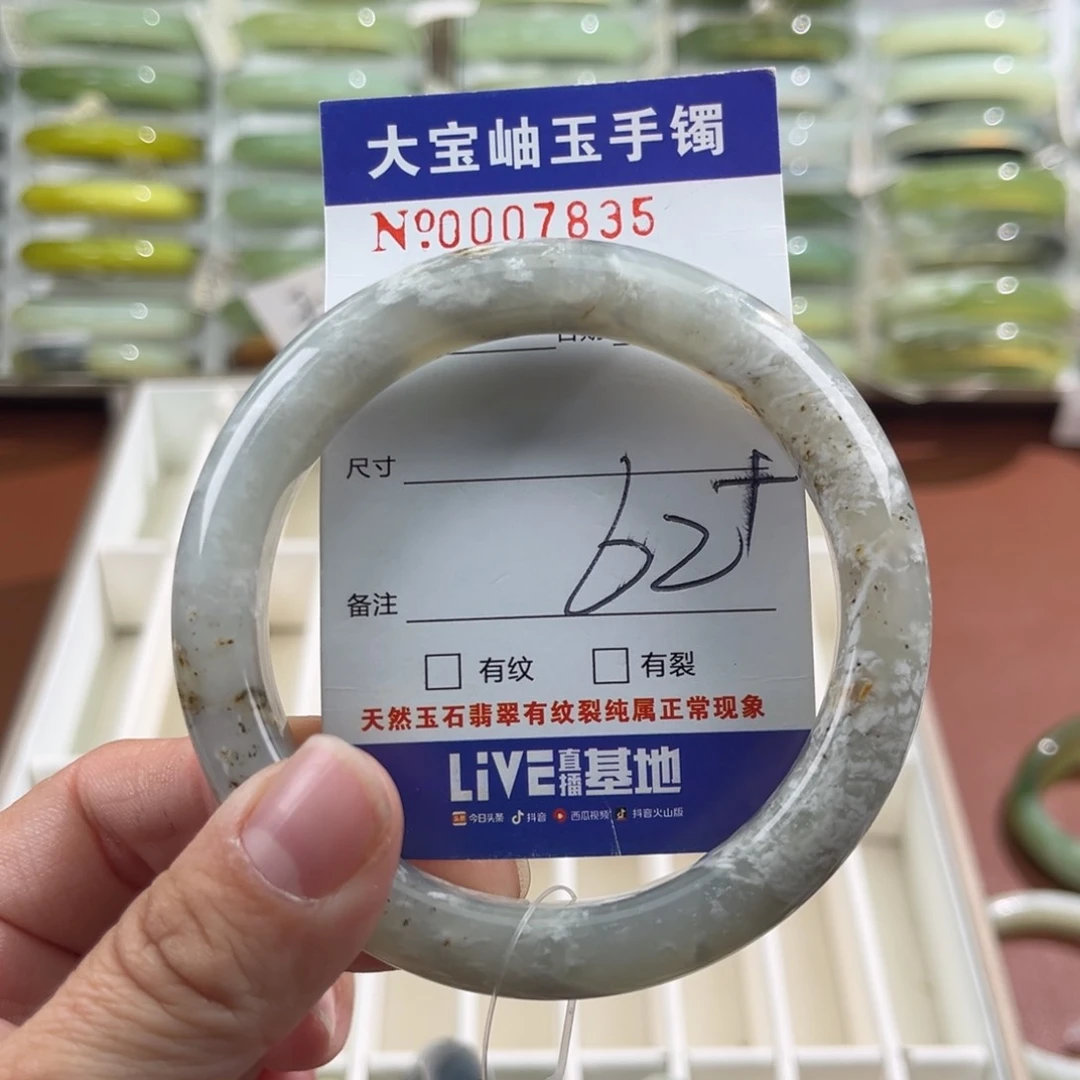 大宝岫玉手镯
Nº0007835
尺寸
62+
备注
有纹 有裂
天然玉石翡翠有纹裂纯属正常现象
LiVE直播基地
今日头条 抖音 西瓜视频 抖音火山版